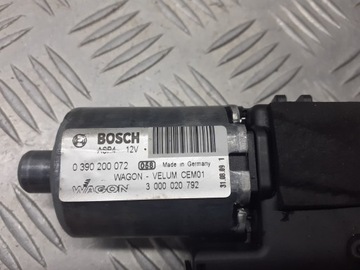 BOSCH
12V
0 390 200 072 Made in Germany
WAGON - VELUM CEM01
WAGON 3 000 020 792